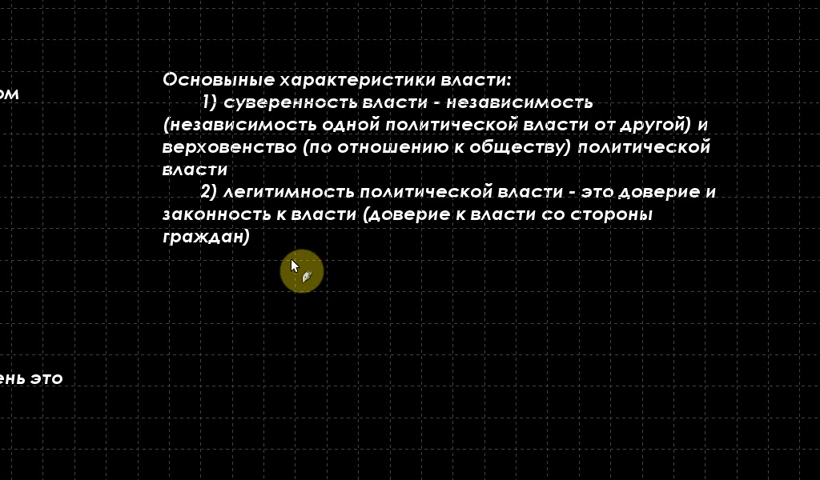 Основыные характеристики власти:
ом
1) суверенность власти - независимость
(независимость одной политической власти от другой) и
верховенство (по отношению к обществу) политической
власти
2) легитимность политической власти - это доверие и
законность к власти (доверие к власти со стороны
граждан)
ень это